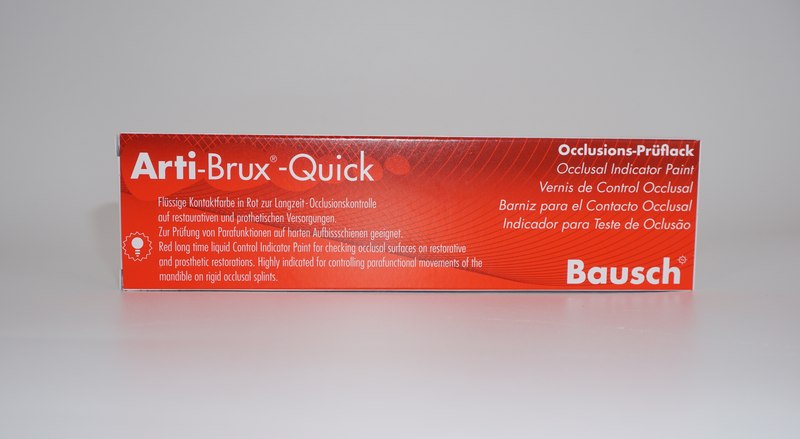 Arti-Brux®-Quick
Flüssige Kontaktfarbe in Rot zur Langzeit-Occlusionskontrolle
auf restaurativen und prothetischen Versorgungen.
Zur Prüfung von Parafunktionen auf harten Aufbissschienen geeignet.
Red long time liquid Control Indicator Paint for checking occlusal surfaces on restorative
and prosthetic restorations. Highly indicated for controlling parafunctional movements of the
mandible on rigid occlusal splints.
Occlusions-Prüflack
Occlusal Indicator Paint
Vernis de Control Occlusal
Barniz para el Contacto Occlusal
Indicador para Teste de Oclusão
Bausch